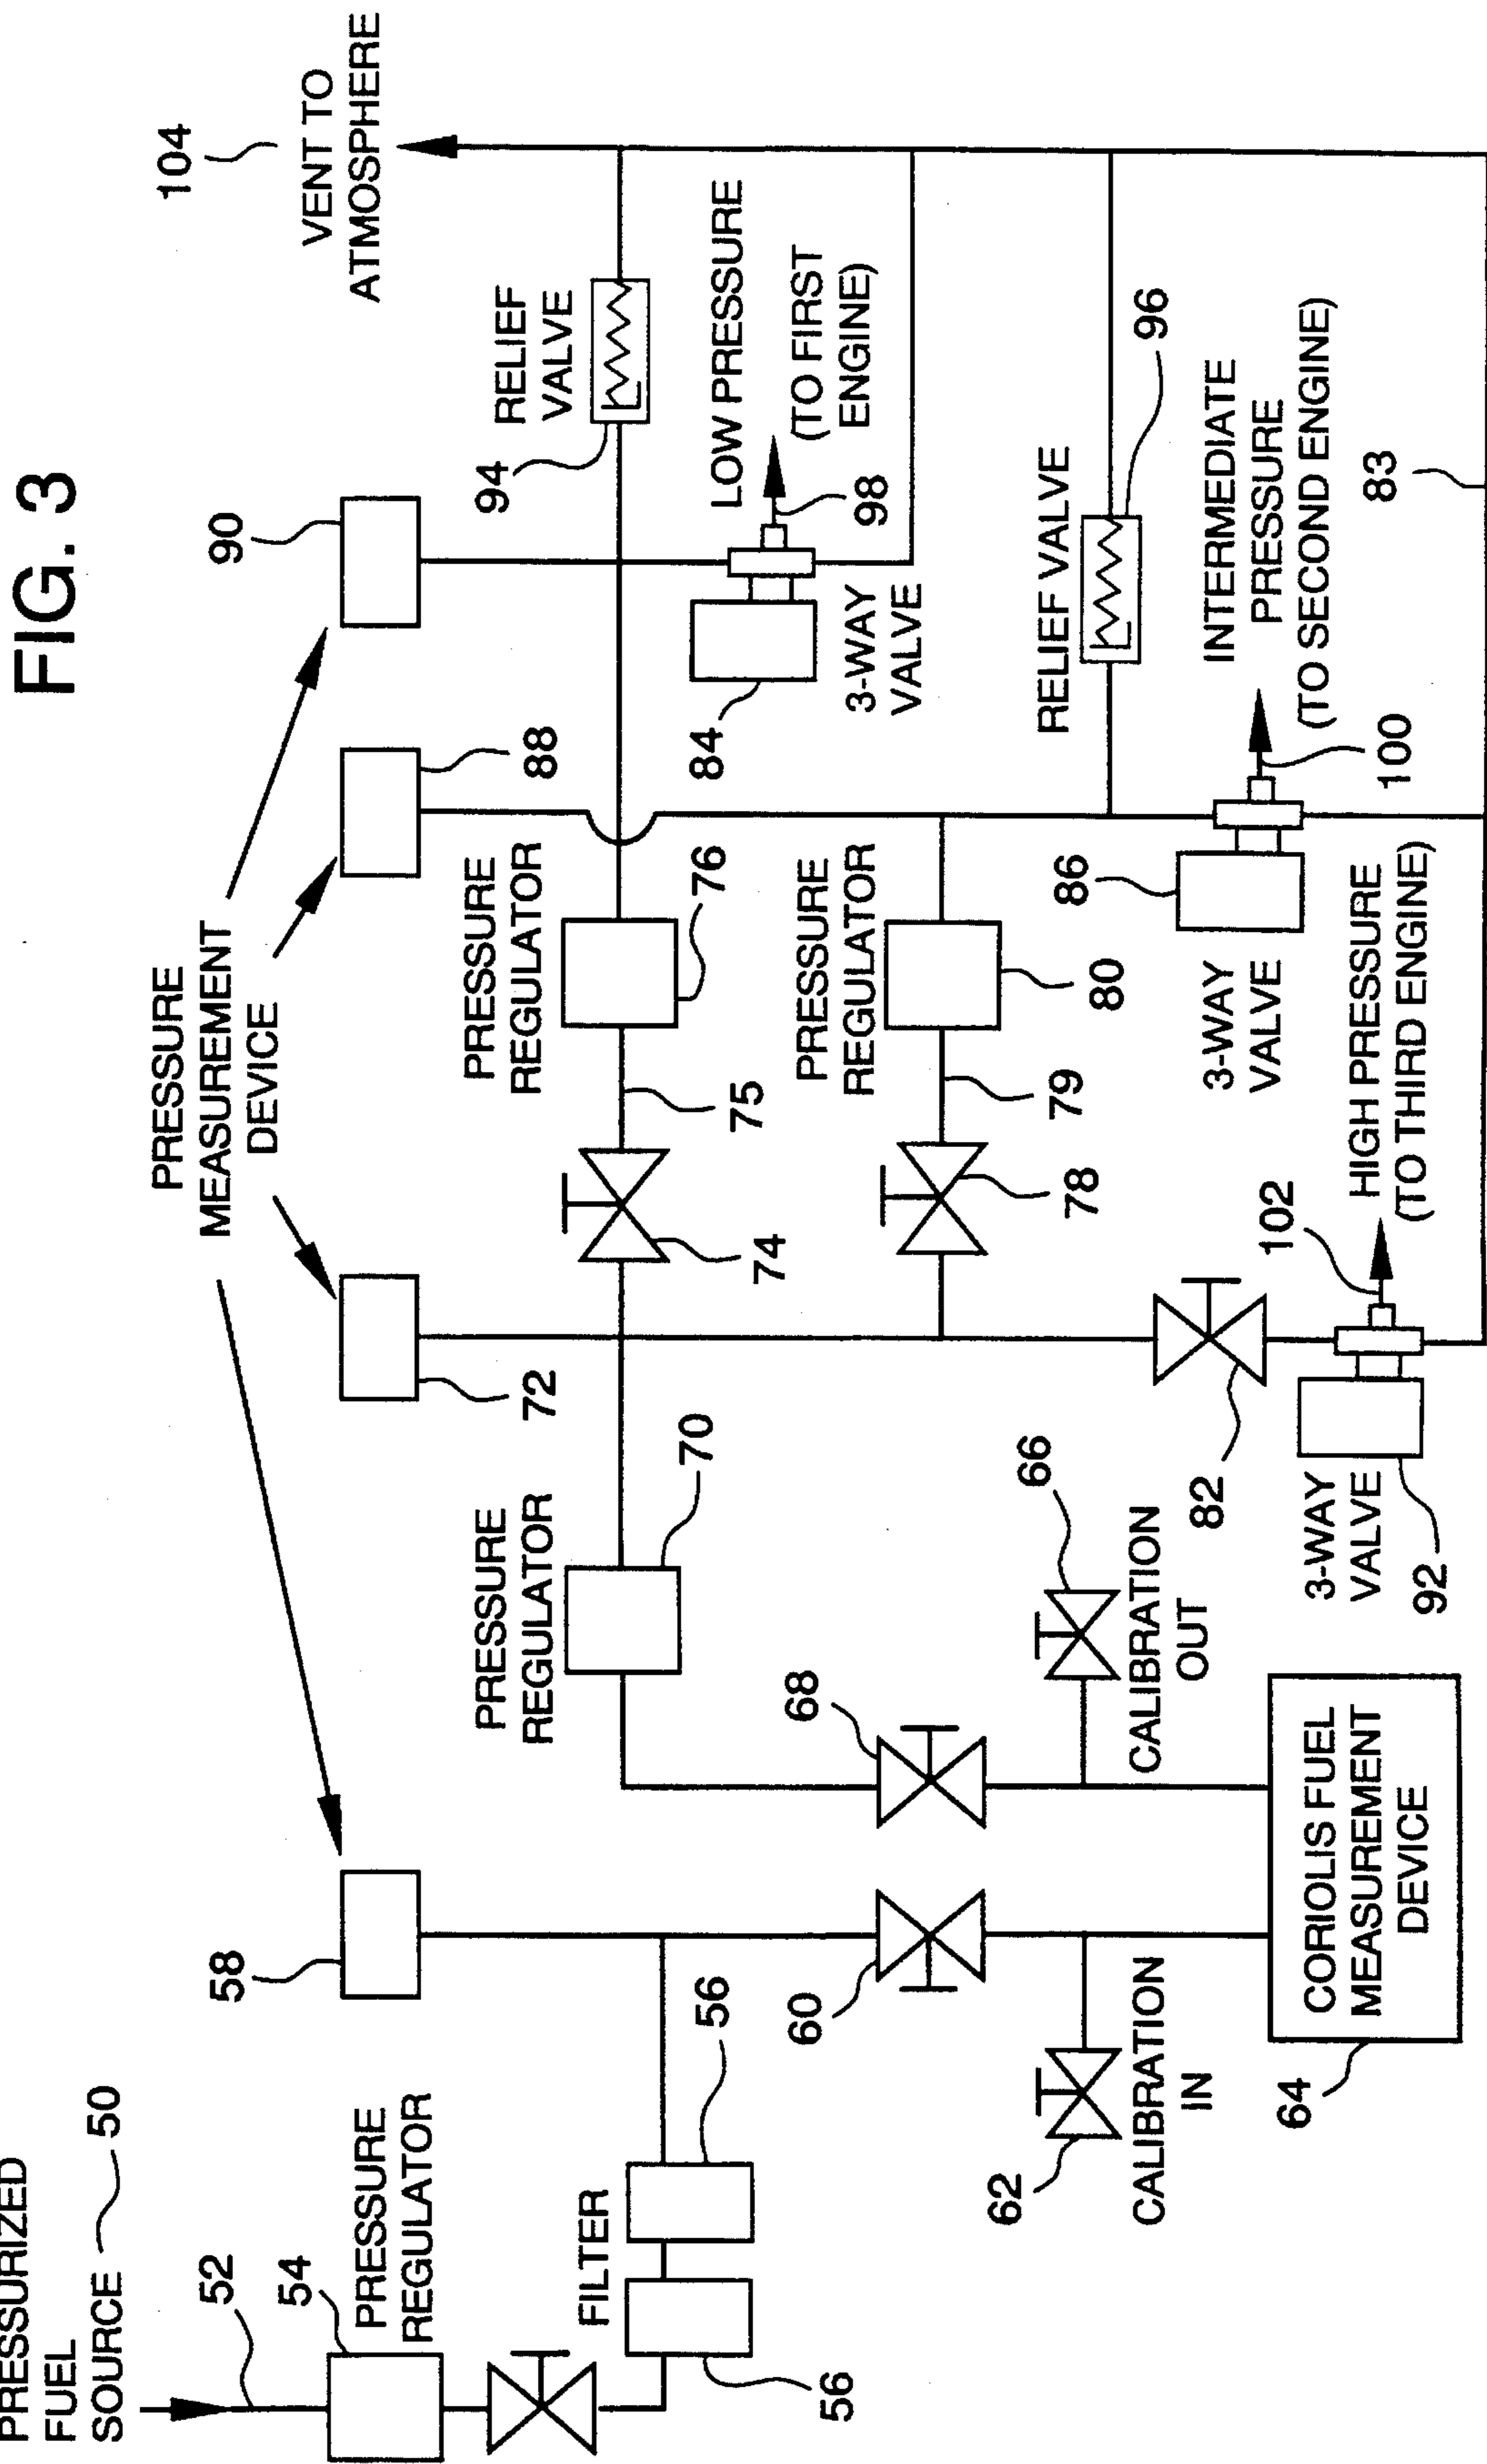 FIG. 3
PRESSURIZED
FUEL
SOURCE
50
52
54
PRESSURE
REGULATOR
FILTER
56
56
58
PRESSURE
MEASUREMENT
DEVICE
60
62
CALIBRATION
IN
64
CORIOLIS FUEL
MEASUREMENT
DEVICE
66
CALIBRATION
OUT
68
PRESSURE
REGULATOR
70
72
74
75
PRESSURE
REGULATOR
76
78
79
PRESSURE
REGULATOR
80
82
3-WAY
VALVE
92
102
HIGH PRESSURE
(TO THIRD ENGINE)
88
90
RELIEF
VALVE
94
84
3-WAY
VALVE
98
LOW PRESSURE
(TO FIRST
ENGINE)
RELIEF VALVE
96
86
3-WAY
VALVE
100
INTERMEDIATE
PRESSURE
(TO SECOND ENGINE)
83
104
VENT TO
ATMOSPHERE